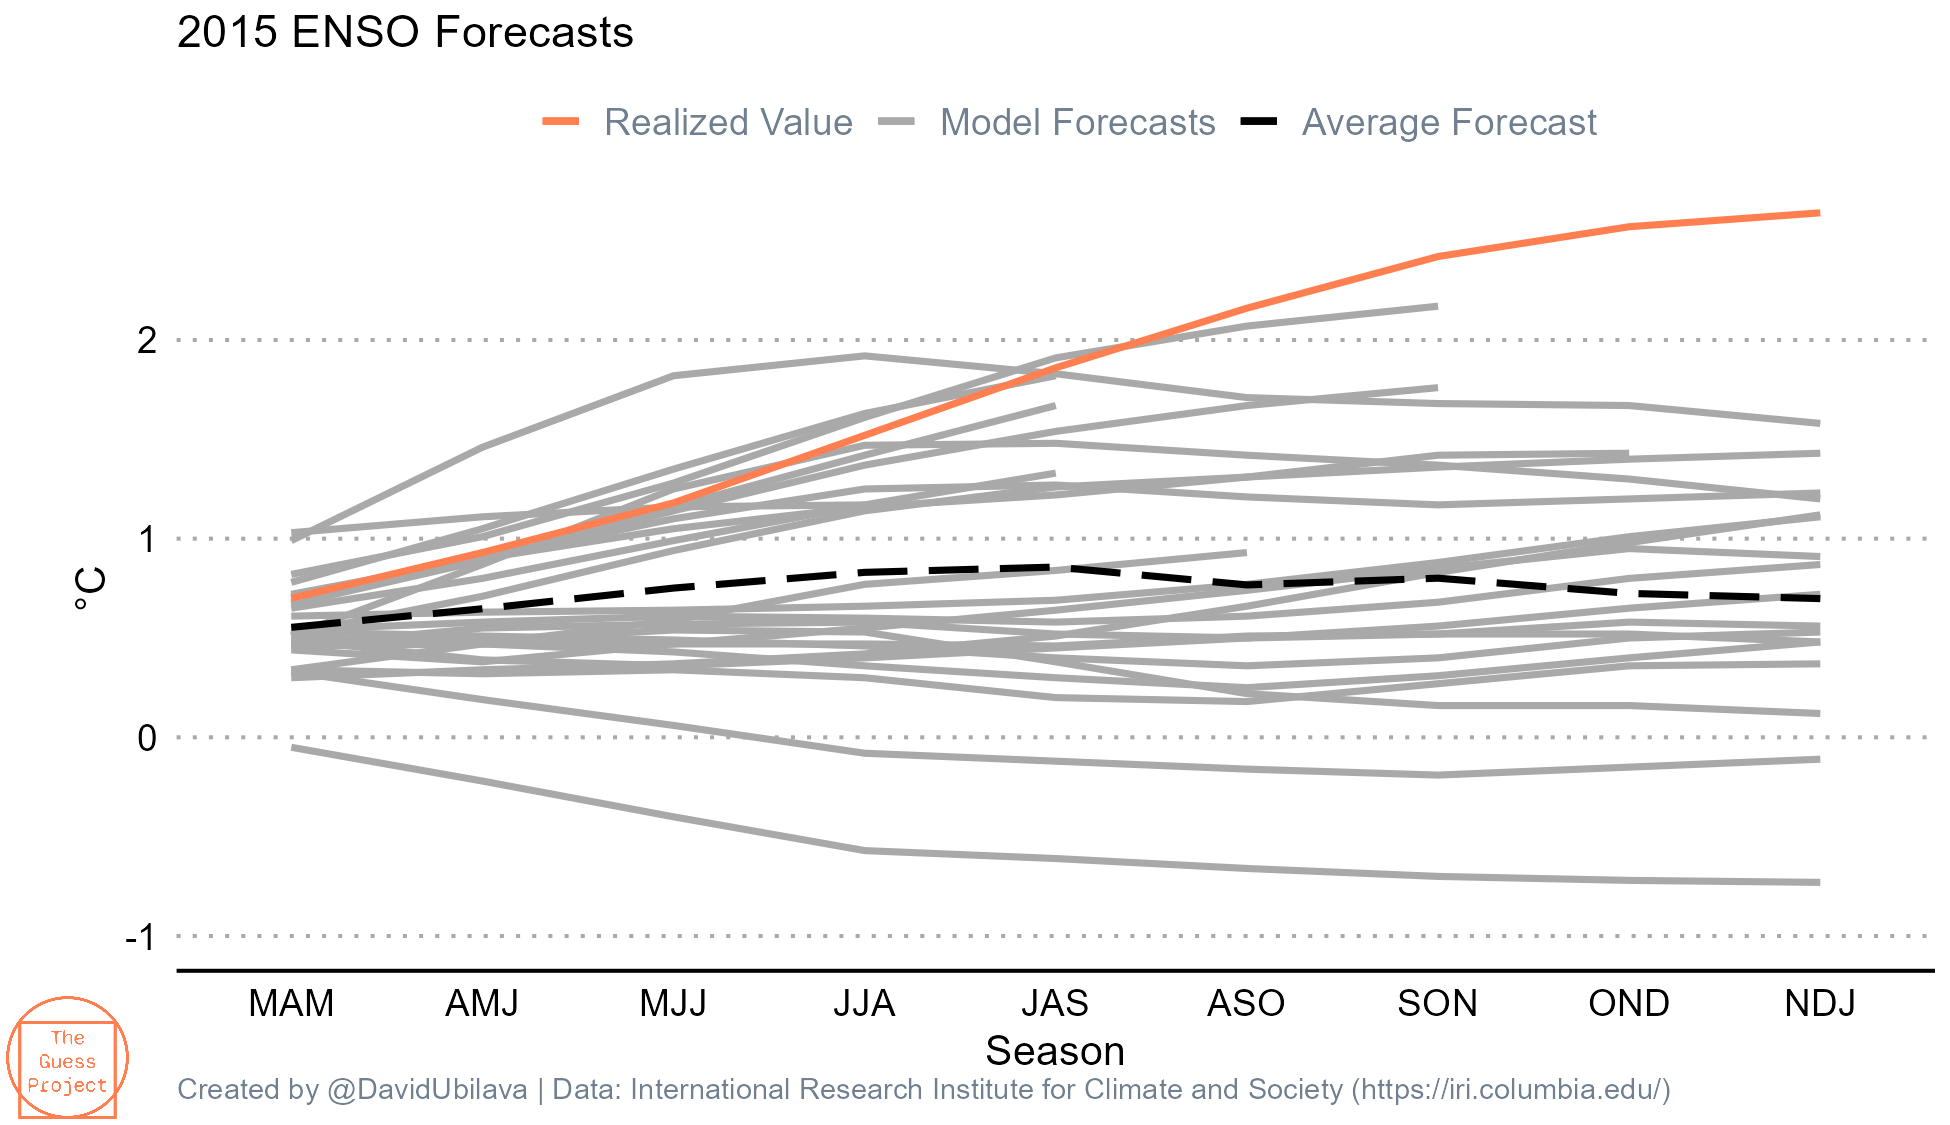 2015 ENSO Forecasts
Realized Value Model Forecasts Average Forecast
2
1
0
-1
°C
MAM AMJ MJJ JJA JAS ASO SON OND NDJ
Season
The
Guess
Project
Created by @DavidUbilava | Data: International Research Institute for Climate and Society (https://iri.columbia.edu/)